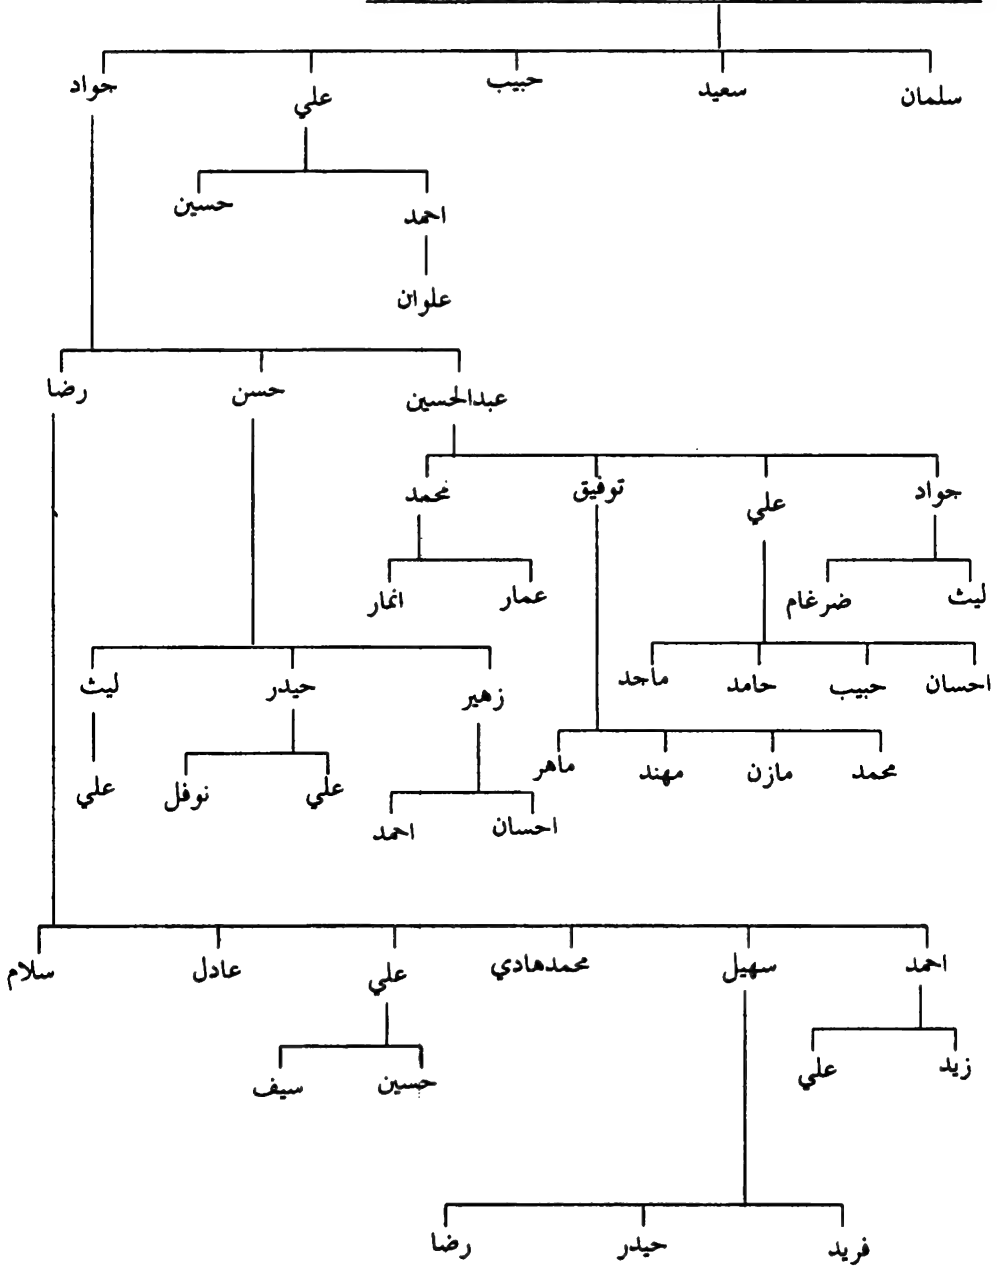 سلمان سعيد حبيب علي جواد
احمد حسين
علوان
عبدالحسين حسن رضا
جواد علي توفيق محمد
ليث ضرغام عمار انمار
احسان حبيب حامد ماجد
زهير حيدر ليث
محمد مازن مهند ماهر
علي نوفل علي
احسان احمد
احمد سهيل محمدهادي علي عادل سلام
زيد علي حسين سيف
فريد حيدر رضا